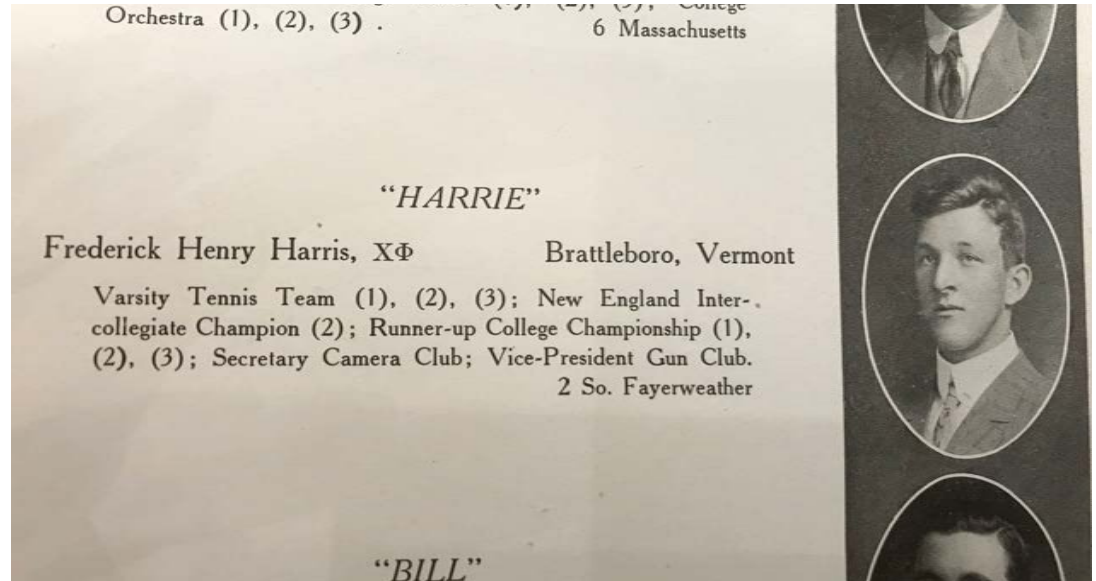 College
Orchestra (1), (2), (3) .
6 Massachusetts
"HARRIE"
Frederick Henry Harris, ΧΦ Brattleboro, Vermont
Varsity Tennis Team (1), (2), (3); New England Inter-
collegiate Champion (2); Runner-up College Championship (1),
(2), (3); Secretary Camera Club; Vice-President Gun Club.
2 So. Fayerweather
"BILL"